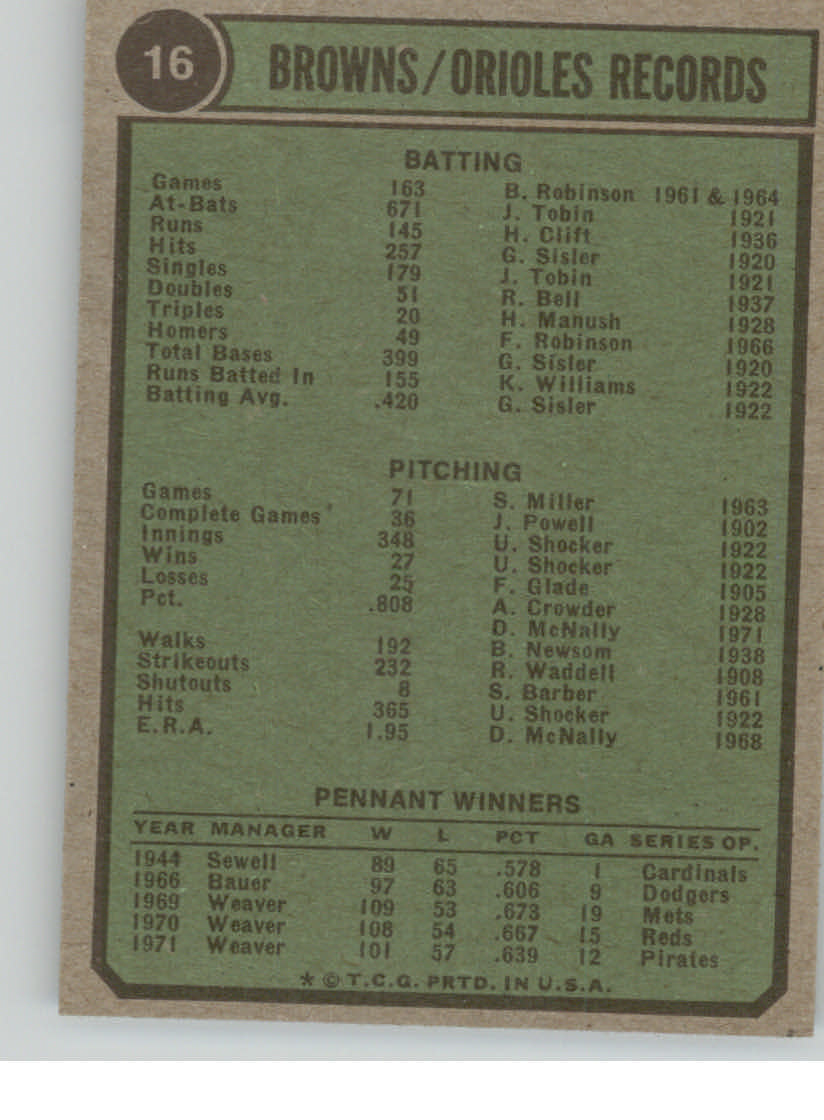 16 BROWNS/ORIOLES RECORDS
BATTING
Games 163 B. Robinson 1961 & 1964
At-Bats 671 J. Tobin 1921
Runs 145 H. Clift 1936
Hits 257 G. Sisler 1920
Singles 179 J. Tobin 1921
Doubles 51 R. Bell 1937
Triples 20 H. Manush 1928
Homers 49 F. Robinson 1966
Total Bases 399 G. Sisler 1920
Runs Batted In 155 K. Williams 1922
Batting Avg. .420 G. Sisler 1922
PITCHING
Games 71 S. Miller 1963
Complete Games 36 J. Powell 1902
Innings 348 U. Shocker 1922
Wins 27 U. Shocker 1922
Losses 25 F. Glade 1905
Pct. .808 A. Crowder 1928
D. McNally 1971
Walks 192 B. Newsom 1938
Strikeouts 232 R. Waddell 1908
Shutouts 8 S. Barber 1961
Hits 365 U. Shocker 1922
E.R.A. 1.95 D. McNally 1968
PENNANT WINNERS
YEAR MANAGER W L PCT GA SERIES OP.
1944 Sewell 89 65 .578 1 Cardinals
1966 Bauer 97 63 .606 9 Dodgers
1969 Weaver 109 53 .673 19 Mets
1970 Weaver 108 54 .667 15 Reds
1971 Weaver 101 57 .639 12 Pirates
* © T.C.G. PRTD. IN U.S.A.